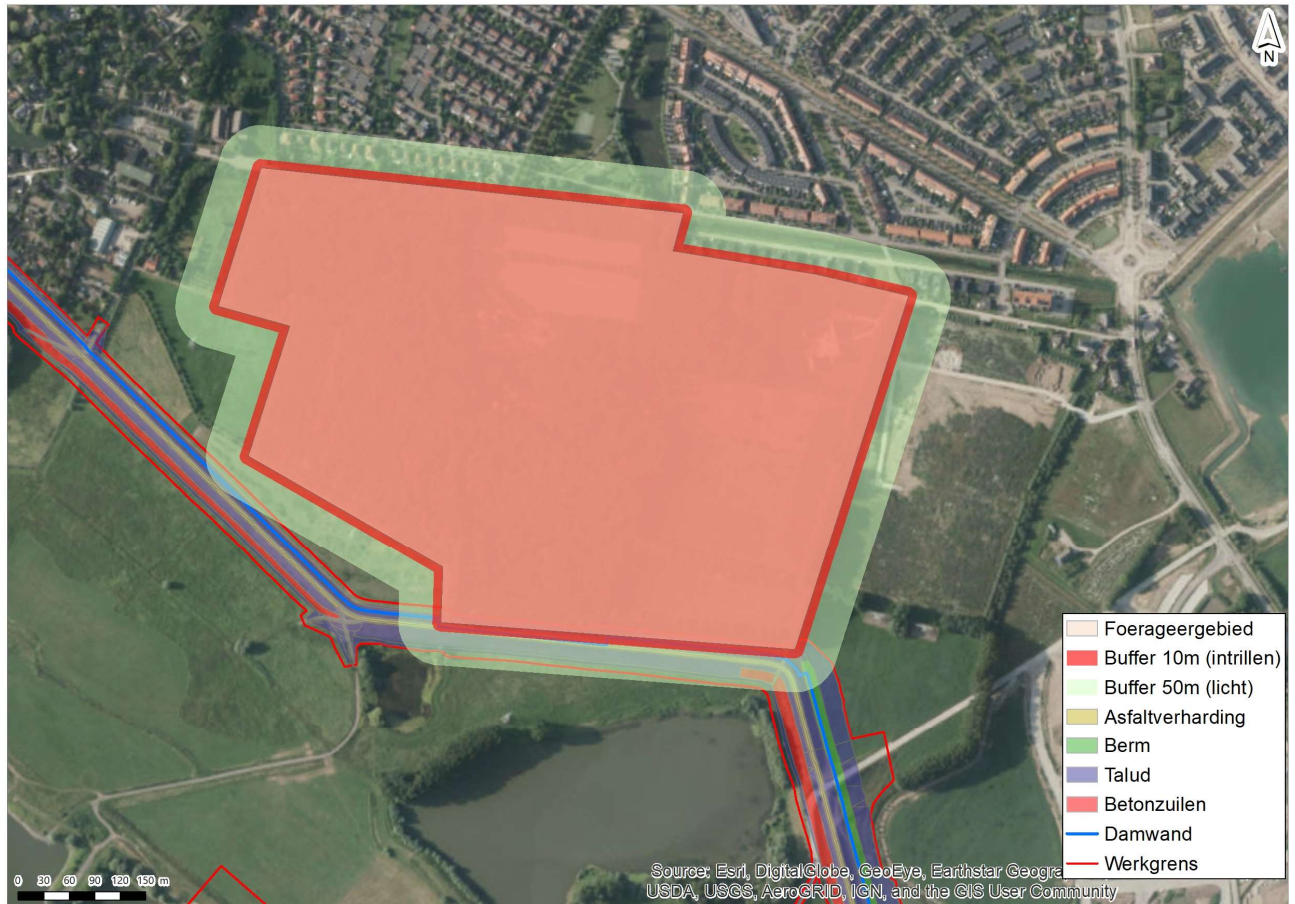 N
Foerageergebied
Buffer 10m (intrillen)
Buffer 50m (licht)
Asfaltverharding
Berm
Talud
Betonzuilen
Damwand
Werkgrens
0 30 60 90 120 150 m
Source: Esri, DigitalGlobe, GeoEye, Earthstar Geogra
USDA, USGS, AeroGRID, IGN, and the GIS User Community